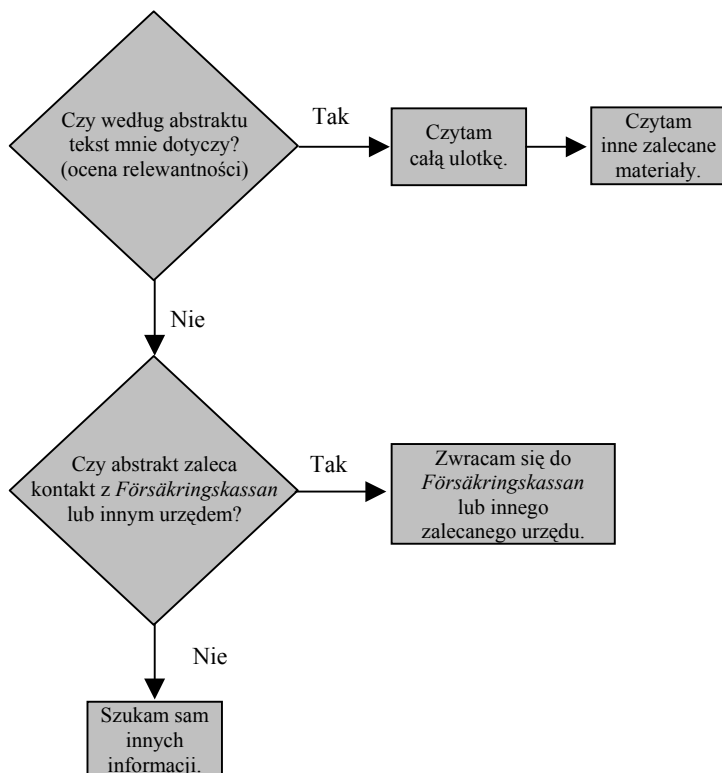 Czy według abstraktu
tekst mnie dotyczy?
(ocena relewantności)
Tak
Czytam
całą ulotkę.
Czytam
inne zalecane
materiały.
Nie
Czy abstrakt zaleca
kontakt z Försäkringskassan
lub innym urzędem?
Tak
Zwracam się do
Försäkringskassan
lub innego
zalecanego urzędu.
Nie
Szukam sam
innych
informacji.